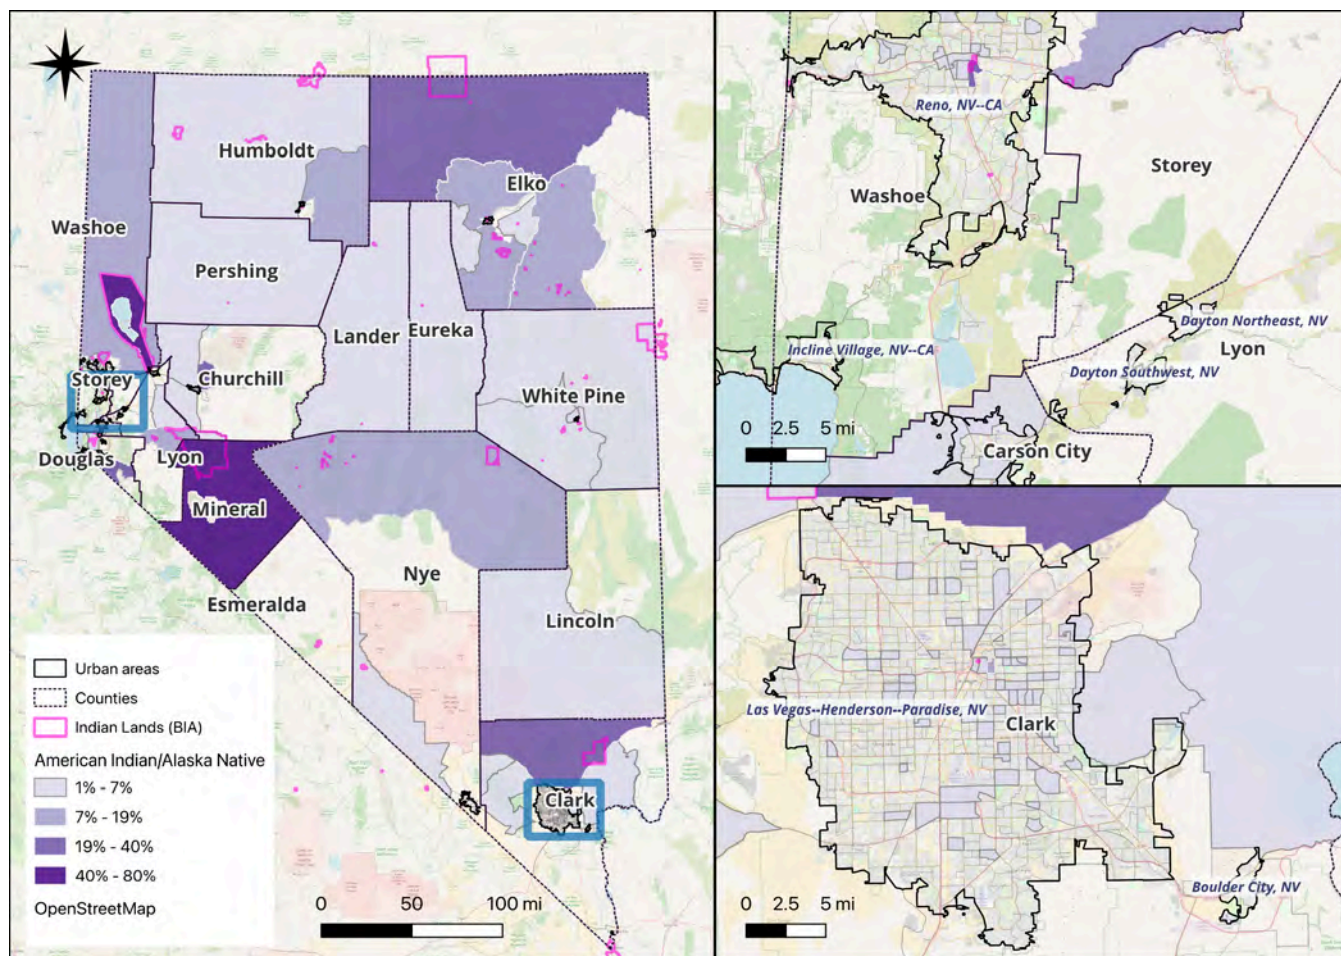 Humboldt
Elko
Washoe
Pershing
Lander
Eureka
Storey
Churchill
White Pine
Douglas
Lyon
Mineral
Nye
Esmeralda
Lincoln
Clark
Urban areas
Counties
Indian Lands (BIA)
American Indian/Alaska Native
1% - 7%
7% - 19%
19% - 40%
40% - 80%
OpenStreetMap
0 50 100 mi
Reno, NV--CA
Storey
Washoe
Dayton Northeast, NV
Incline Village, NV--CA
Lyon
Dayton Southwest, NV
0 2.5 5 mi
Carson City
Las Vegas--Henderson--Paradise, NV
Clark
Boulder City, NV
0 2.5 5 mi